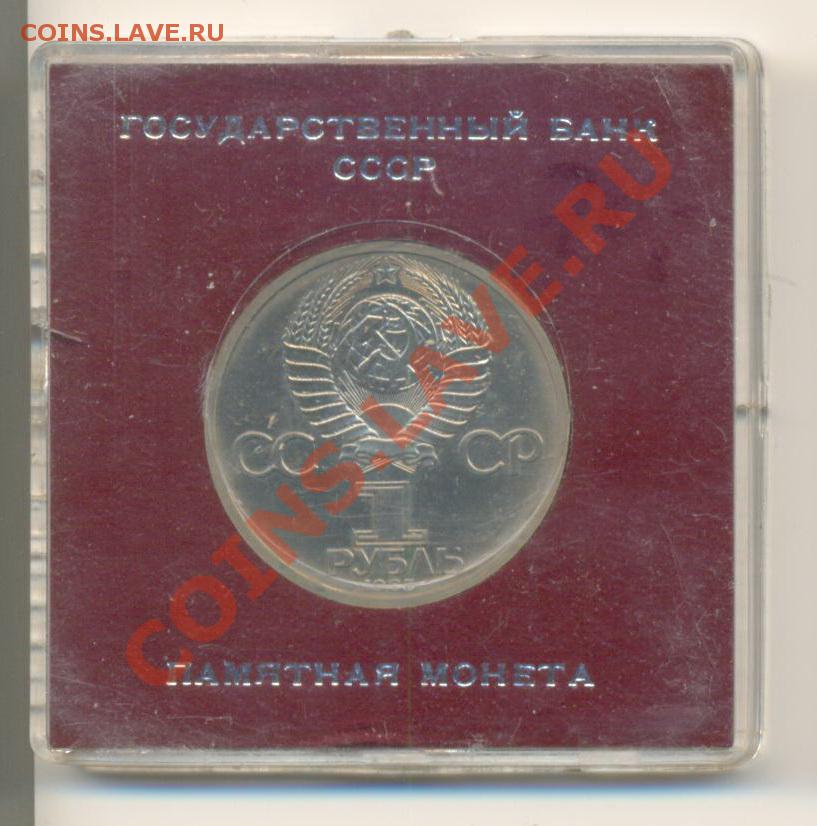 COINS.LAVE.RU
ГОСУДАРСТВЕННЫЙ БАНК
СССР
СС СР
1
РУБЛЬ
ПАМЯТНАЯ МОНЕТА
COINS.LAVE.RU